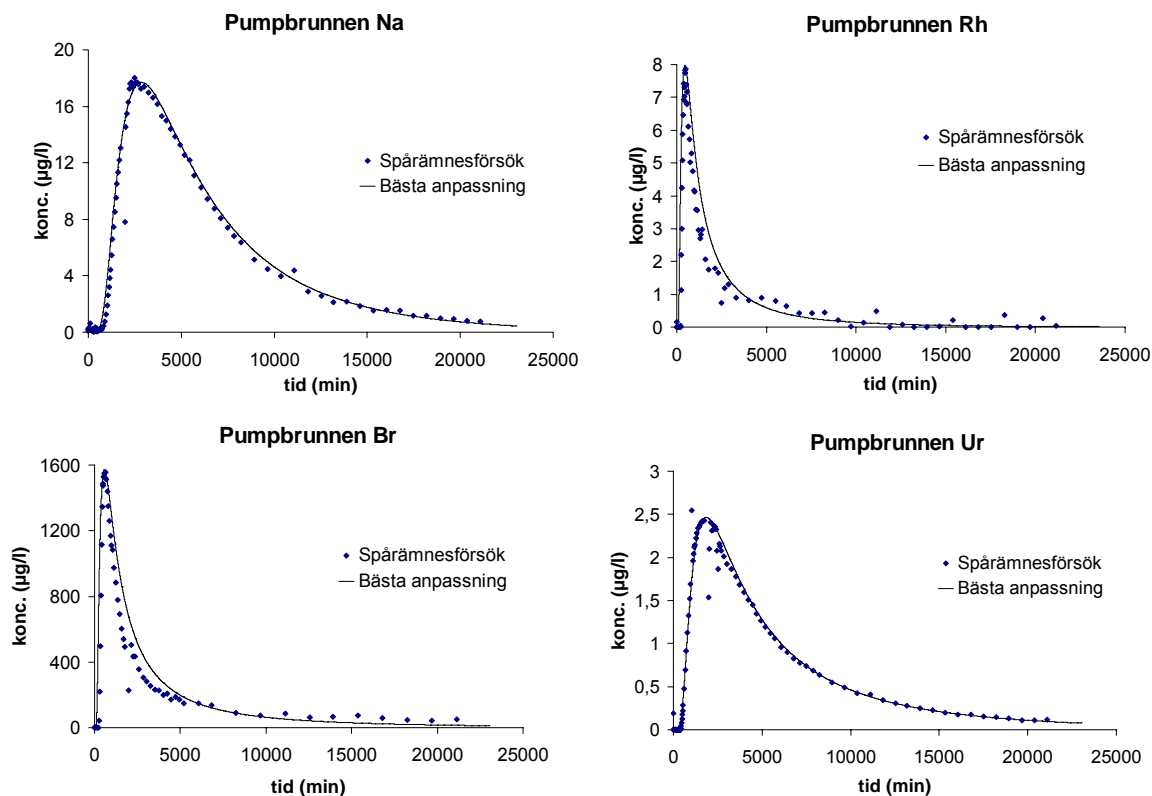 Pumpbrunnen Na
20
16
12
8
4
0
konc. (µg/l)
Spårämnesförsök
Bästa anpassning
0 5000 10000 15000 20000 25000
tid (min)
Pumpbrunnen Rh
8
7
6
5
4
3
2
1
0
konc. (µg/l)
Spårämnesförsök
Bästa anpassning
0 5000 10000 15000 20000 25000
tid (min)
Pumpbrunnen Br
1600
1200
800
400
0
konc. (µg/l)
Spårämnesförsök
Bästa anpassning
0 5000 10000 15000 20000 25000
tid (min)
Pumpbrunnen Ur
3
2,5
2
1,5
1
0,5
0
konc. (µg/l)
Spårämnesförsök
Bästa anpassning
0 5000 10000 15000 20000 25000
tid (min)